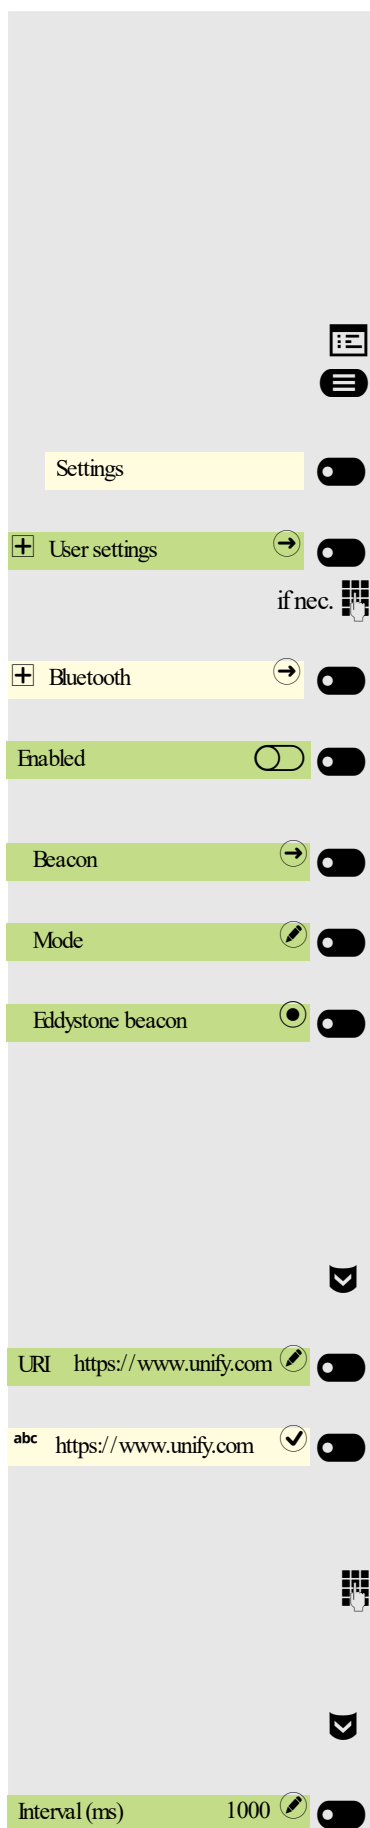 Settings
User settings
if nec.
Bluetooth
Enabled
Beacon
Mode
Eddystone beacon
URI https://www.unify.com
abc https://www.unify.com
Interval (ms) 1000